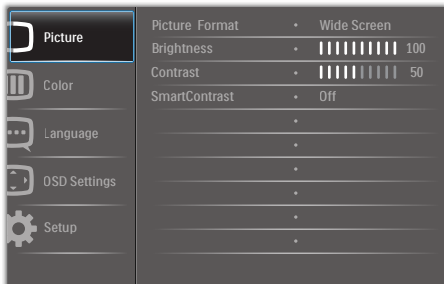 Picture
Color
Language
OSD Settings
Setup
Picture Format • Wide Screen
Brightness • 100
Contrast • 50
SmartContrast • Off